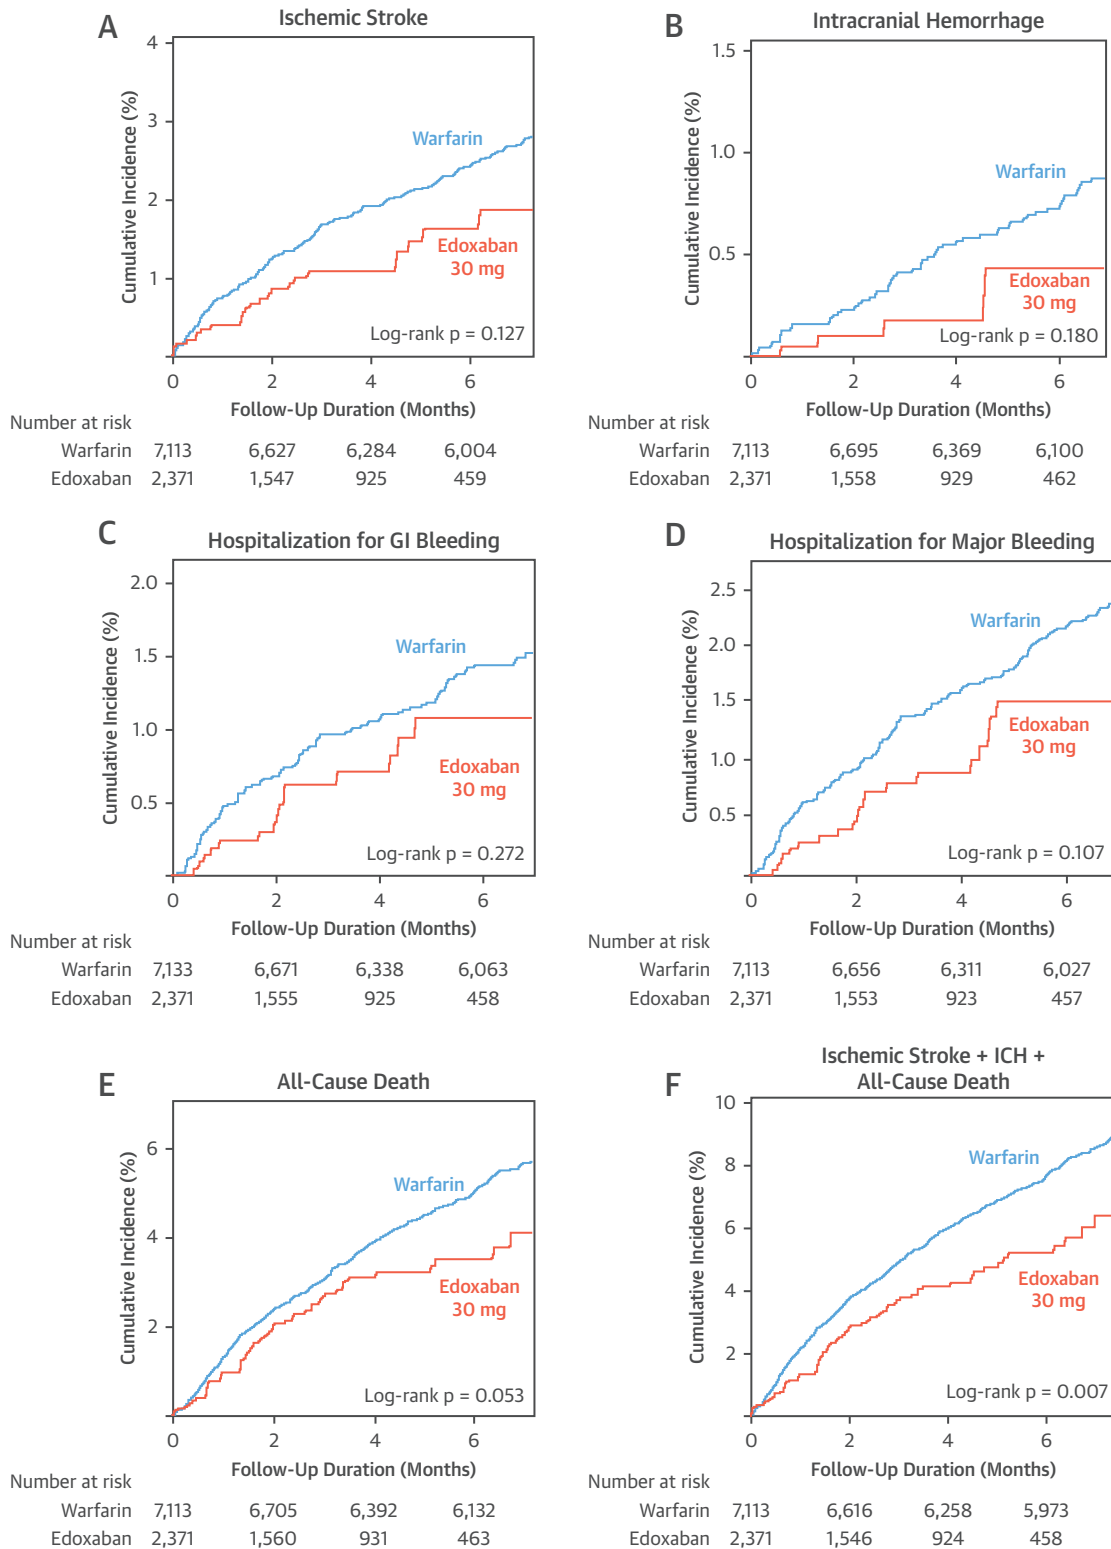 A
Ischemic Stroke
Cumulative Incidence (%)
4
3
2
1
Warfarin
Edoxaban
30 mg
Log-rank p = 0.127
0
2
4
6
Follow-Up Duration (Months)
Number at risk
Warfarin 7,113 6,627 6,284 6,004
Edoxaban 2,371 1,547 925 459
B
Intracranial Hemorrhage
Cumulative Incidence (%)
1.5
1.0
0.5
Warfarin
Edoxaban
30 mg
Log-rank p = 0.180
0
2
4
6
Follow-Up Duration (Months)
Number at risk
Warfarin 7,113 6,695 6,369 6,100
Edoxaban 2,371 1,558 929 462
C
Hospitalization for GI Bleeding
Cumulative Incidence (%)
2.0
1.5
1.0
0.5
Warfarin
Edoxaban
30 mg
Log-rank p = 0.272
0
2
4
6
Follow-Up Duration (Months)
Number at risk
Warfarin 7,133 6,671 6,338 6,063
Edoxaban 2,371 1,555 925 458
D
Hospitalization for Major Bleeding
Cumulative Incidence (%)
2.5
2.0
1.5
1.0
0.5
Warfarin
Edoxaban
30 mg
Log-rank p = 0.107
0
2
4
6
Follow-Up Duration (Months)
Number at risk
Warfarin 7,113 6,656 6,311 6,027
Edoxaban 2,371 1,553 923 457
E
All-Cause Death
Cumulative Incidence (%)
6
4
2
Warfarin
Edoxaban
30 mg
Log-rank p = 0.053
0
2
4
6
Follow-Up Duration (Months)
Number at risk
Warfarin 7,113 6,705 6,392 6,132
Edoxaban 2,371 1,560 931 463
F
Ischemic Stroke + ICH +
All-Cause Death
Cumulative Incidence (%)
10
8
6
4
2
Warfarin
Edoxaban
30 mg
Log-rank p = 0.007
0
2
4
6
Follow-Up Duration (Months)
Number at risk
Warfarin 7,113 6,616 6,258 5,973
Edoxaban 2,371 1,546 924 458